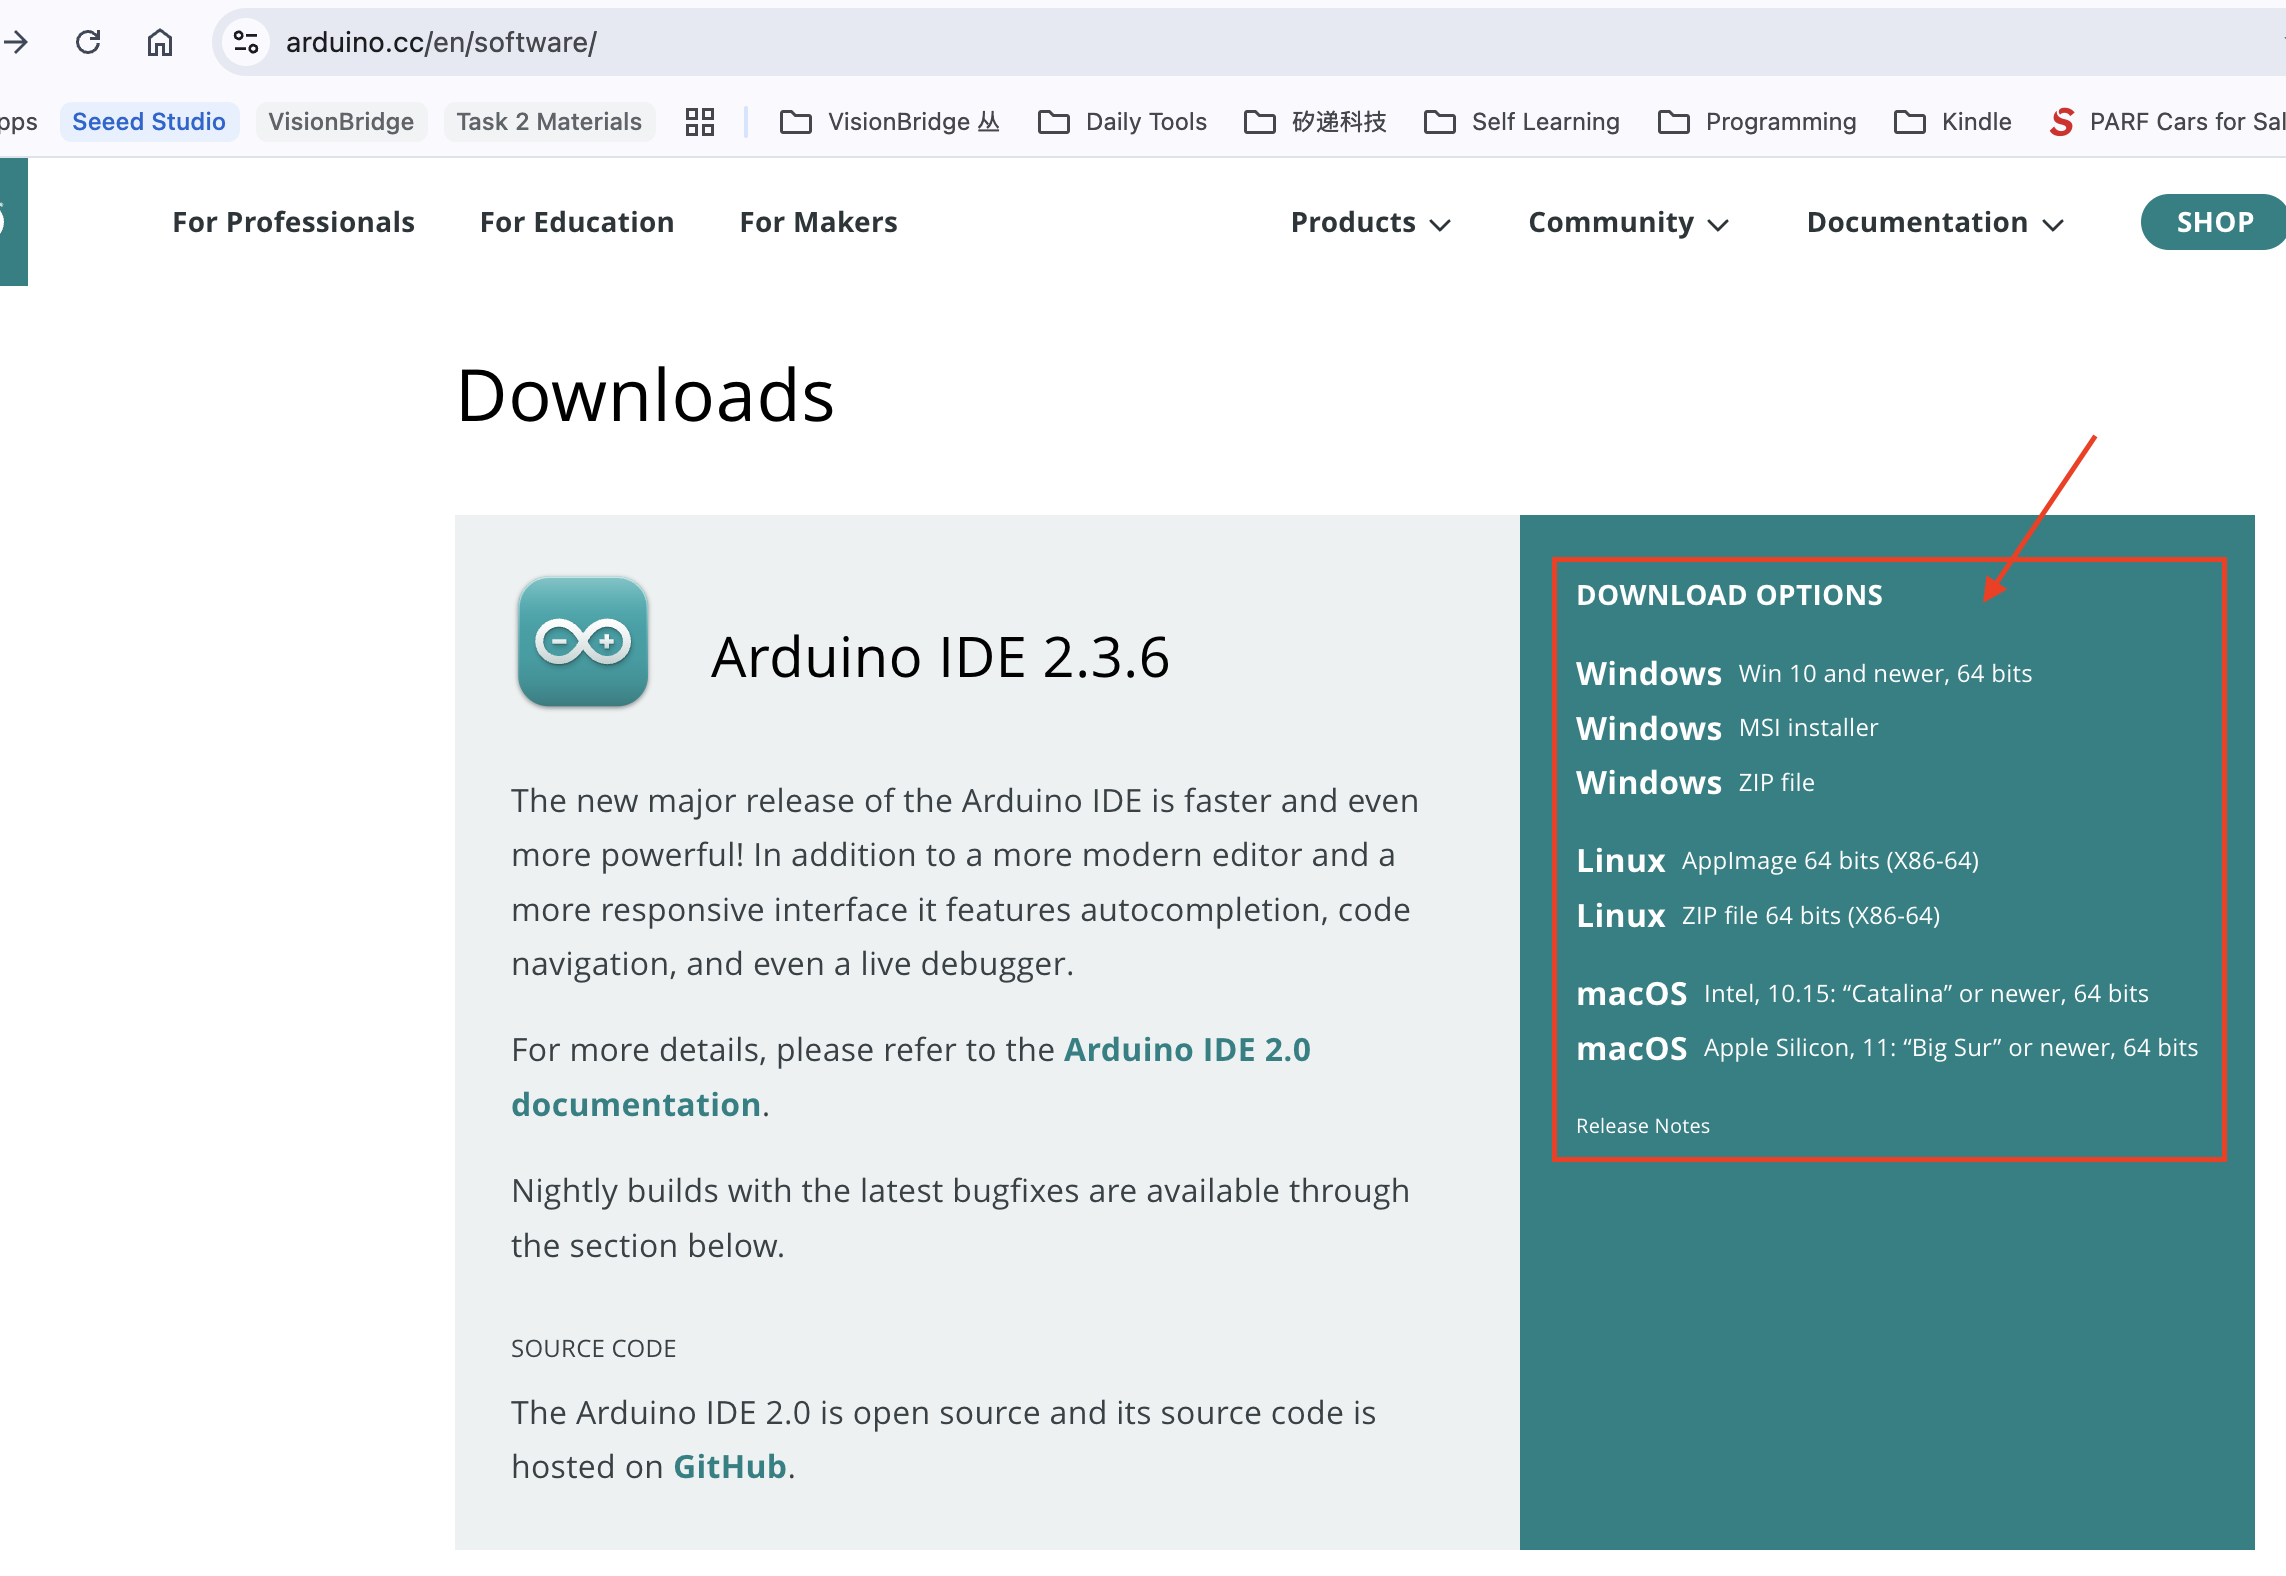 arduino.cc/en/software/
Seeed Studio VisionBridge Task 2 Materials VisionBridge 丛 Daily Tools 矽递科技 Self Learning Programming Kindle PARF Cars for
For Professionals For Education For Makers Products Community Documentation SHOP
Downloads
Arduino IDE 2.3.6
The new major release of the Arduino IDE is faster and even
more powerful! In addition to a more modern editor and a
more responsive interface it features autocompletion, code
navigation, and even a live debugger.
For more details, please refer to the Arduino IDE 2.0
documentation.
Nightly builds with the latest bugfixes are available through
the section below.
SOURCE CODE
The Arduino IDE 2.0 is open source and its source code is
hosted on GitHub.
DOWNLOAD OPTIONS
Windows Win 10 and newer, 64 bits
Windows MSI installer
Windows ZIP file
Linux AppImage 64 bits (X86-64)
Linux ZIP file 64 bits (X86-64)
macOS Intel, 10.15: “Catalina” or newer, 64 bits
macOS Apple Silicon, 11: “Big Sur” or newer, 64 bits
Release Notes